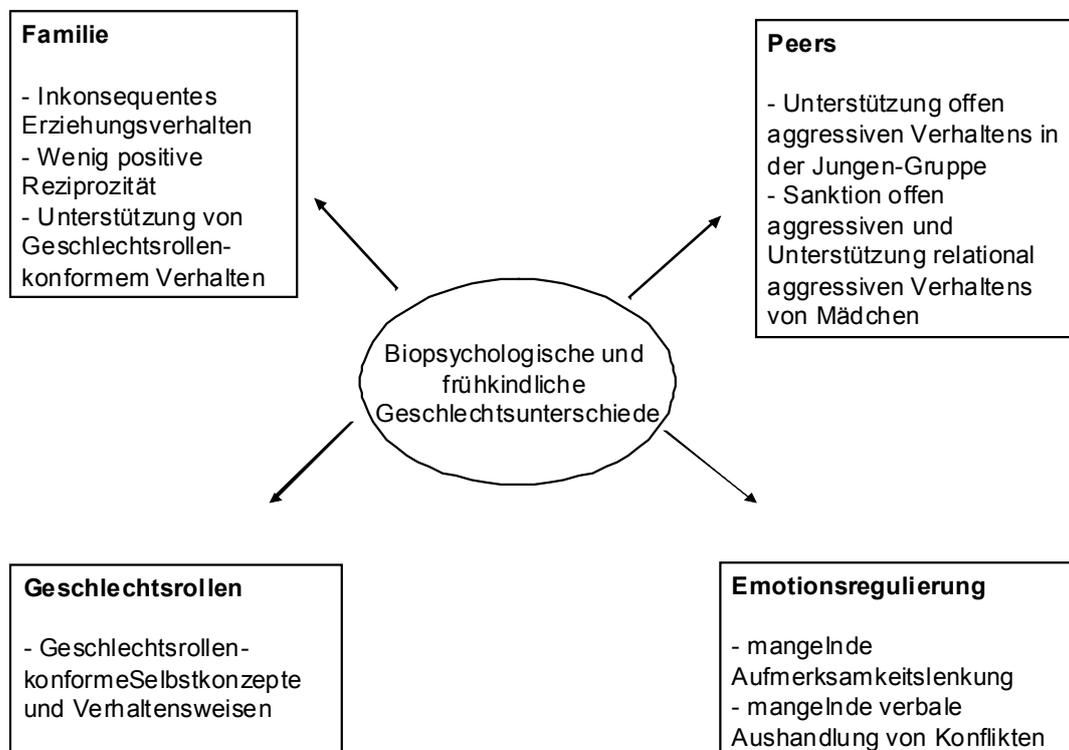 Familie
- Inkonsequentes
Erziehungsverhalten
- Wenig positive
Reziprozität
- Unterstützung von
Geschlechtsrollen-
konformem Verhalten
Peers
- Unterstützung offen
aggressiven Verhaltens in
der Jungen-Gruppe
- Sanktion offen
aggressiven und
Unterstützung relational
aggressiven Verhaltens
von Mädchen
Biopsychologische und
frühkindliche
Geschlechtsunterschiede
Geschlechtsrollen
- Geschlechtsrollen-
konformeSelbstkonzepte
und Verhaltensweisen
Emotionsregulierung
- mangelnde
Aufmerksamkeitslenkung
- mangelnde verbale
Aushandlung von Konflikten